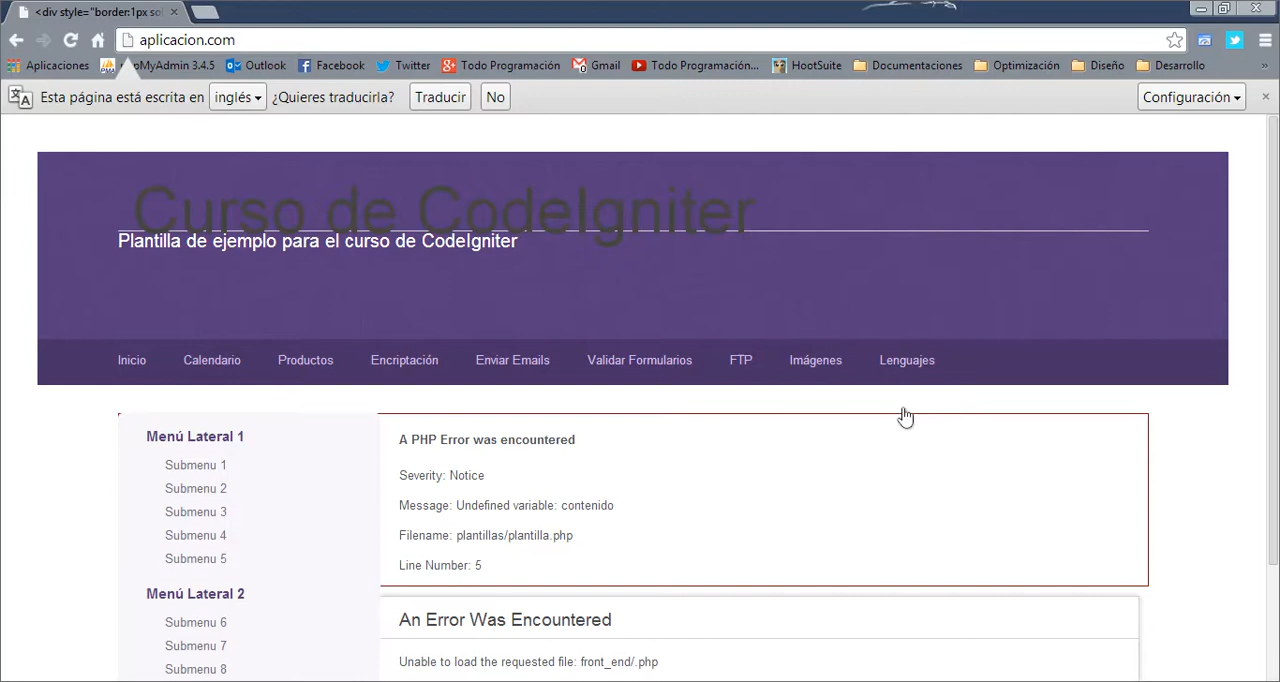 <div style="border:1px so
aplicacion.com
Aplicaciones
MyAdmin 3.4.5
Outlook
Facebook
Twitter
Todo Programación
Gmail
Todo Programación...
HootSuite
Documentaciones
Optimización
Diseño
Desarrollo
»
Esta página está escrita en inglés ¿Quieres traducirla? Traducir No Configuración
Curso de CodeIgniter
Plantilla de ejemplo para el curso de CodeIgniter
Inicio Calendario Productos Encriptación Enviar Emails Validar Formularios FTP Imágenes Lenguajes
Menú Lateral 1
Submenu 1
Submenu 2
Submenu 3
Submenu 4
Submenu 5
Menú Lateral 2
Submenu 6
Submenu 7
Submenu 8
A PHP Error was encountered
Severity: Notice
Message: Undefined variable: contenido
Filename: plantillas/plantilla.php
Line Number: 5
An Error Was Encountered
Unable to load the requested file: front_end/.php